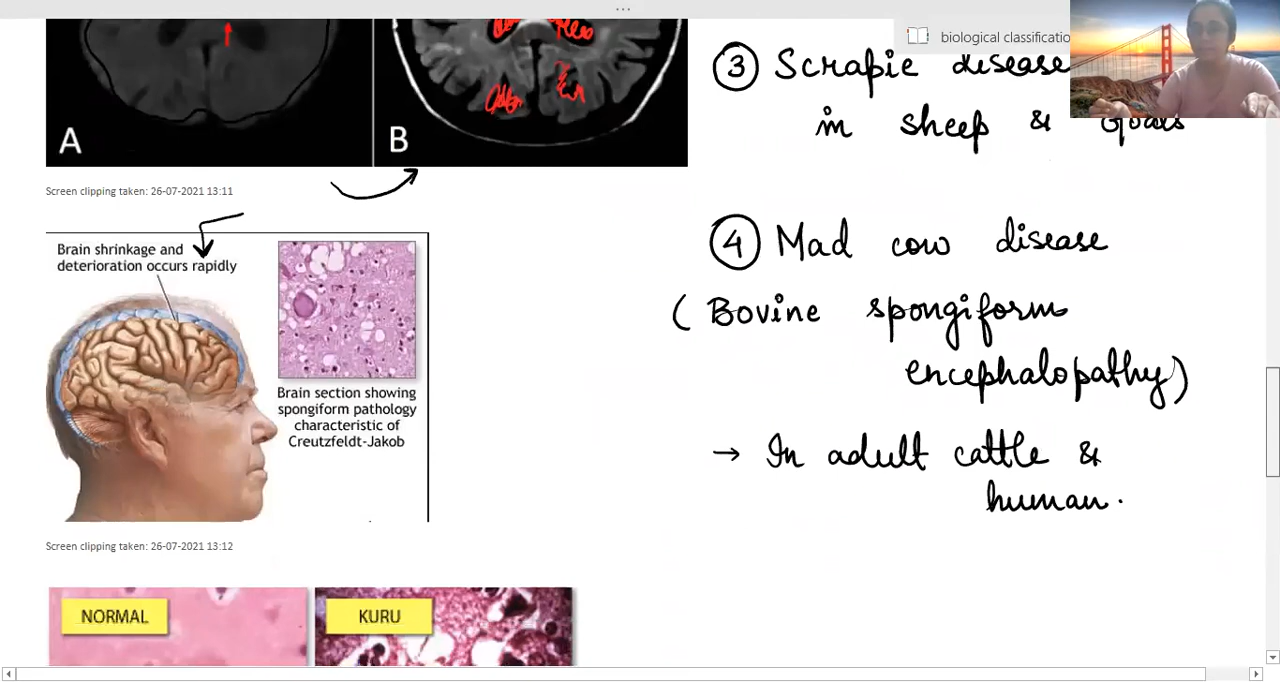 biological classificatio
A
B
Screen clipping taken: 26-07-2021 13:11
Brain shrinkage and
deterioration occurs rapidly
Brain section showing
spongiform pathology
characteristic of
Creutzfeldt-Jakob
Screen clipping taken: 26-07-2021 13:12
NORMAL
KURU
3 Scrapie disease
in sheep &
4 Mad cow disease
( Bovine spongiform
encephalopathy)
→ In adult cattle &
human.